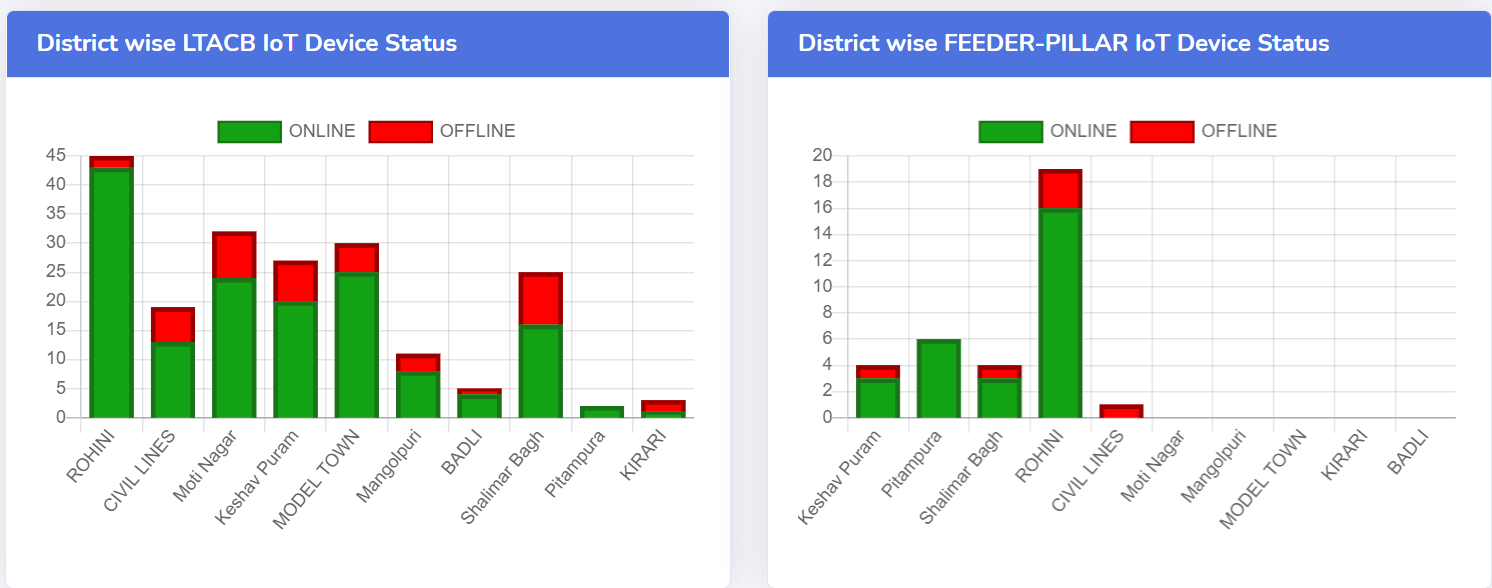 District wise LTACB IoT Device Status
ONLINE OFFLINE
45
40
35
30
25
20
15
10
5
0
ROHINI
CIVIL LINES
Moti Nagar
Keshav Puram
MODEL TOWN
Mangolpuri
BADLI
Shalimar Bagh
Pitampura
KIRARI
District wise FEEDER-PILLAR IoT Device Status
ONLINE OFFLINE
20
18
16
14
12
10
8
6
4
2
0
Keshav Puram
Pitampura
Shalimar Bagh
ROHINI
CIVIL LINES
Moti Nagar
Mangolpuri
MODEL TOWN
KIRARI
BADLI